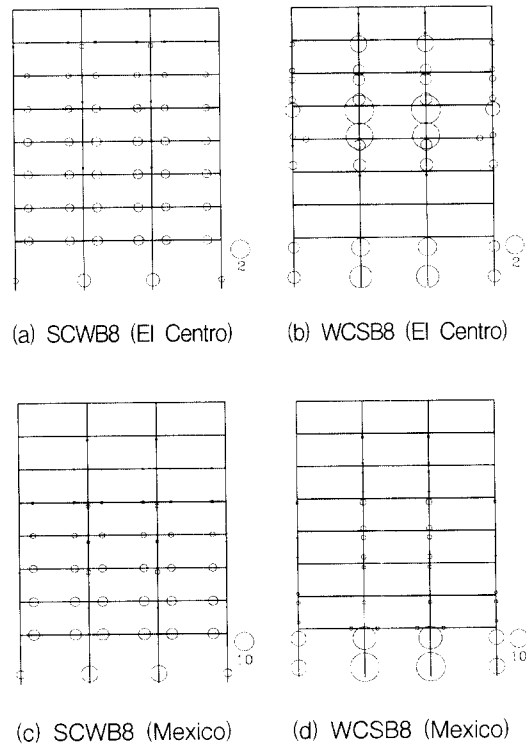 2
2
(a) SCWB8 (El Centro)
(b) WCSB8 (El Centro)
10
10
(c) SCWB8 (Mexico)
(d) WCSB8 (Mexico)